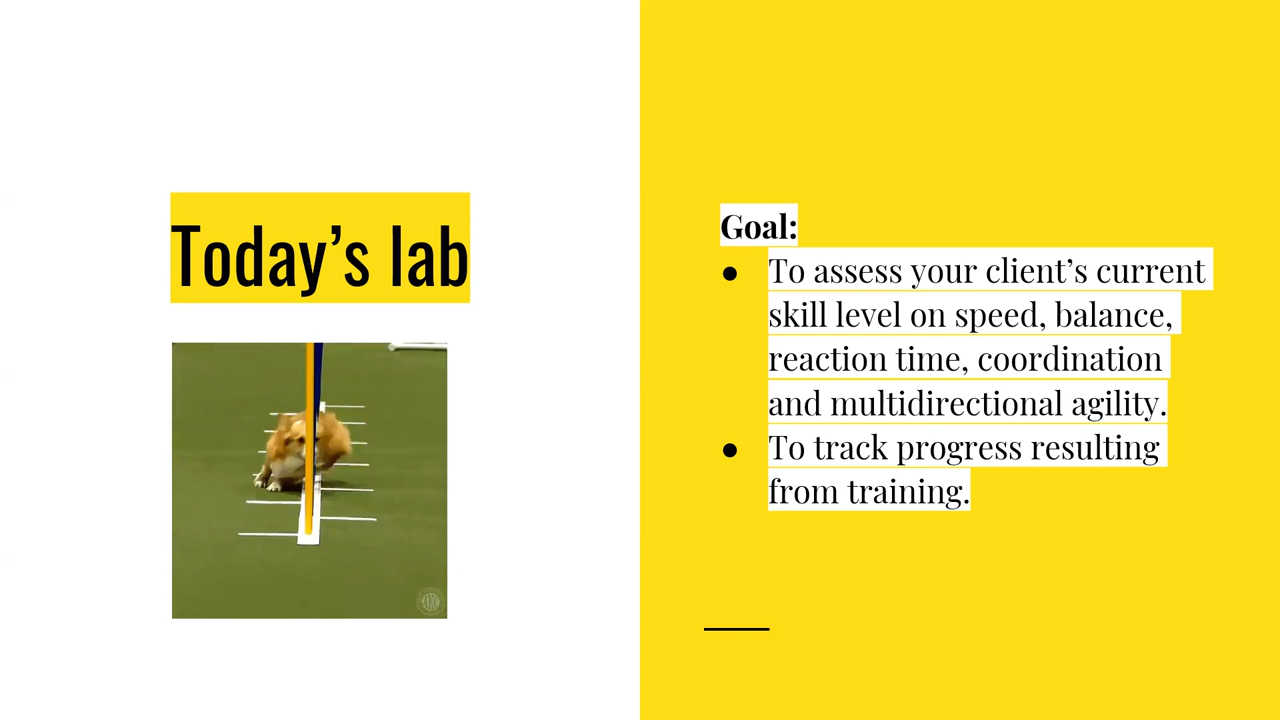 Today’s lab
Goal:
● To assess your client’s current
skill level on speed, balance,
reaction time, coordination
and multidirectional agility.
● To track progress resulting
from training.